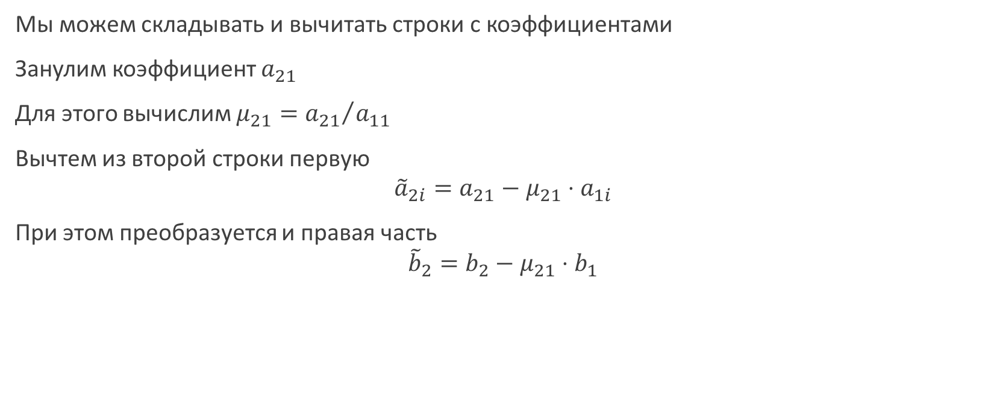 Мы можем складывать и вычитать строки с коэффициентами
Занулим коэффициент $a_{21}$
Для этого вычислим $\mu_{21} = a_{21}/a_{11}$
Вычтем из второй строки первую
$\tilde{a}_{2i} = a_{21} - \mu_{21} \cdot a_{1i}$
При этом преобразуется и правая часть
$\tilde{b}_2 = b_2 - \mu_{21} \cdot b_1$